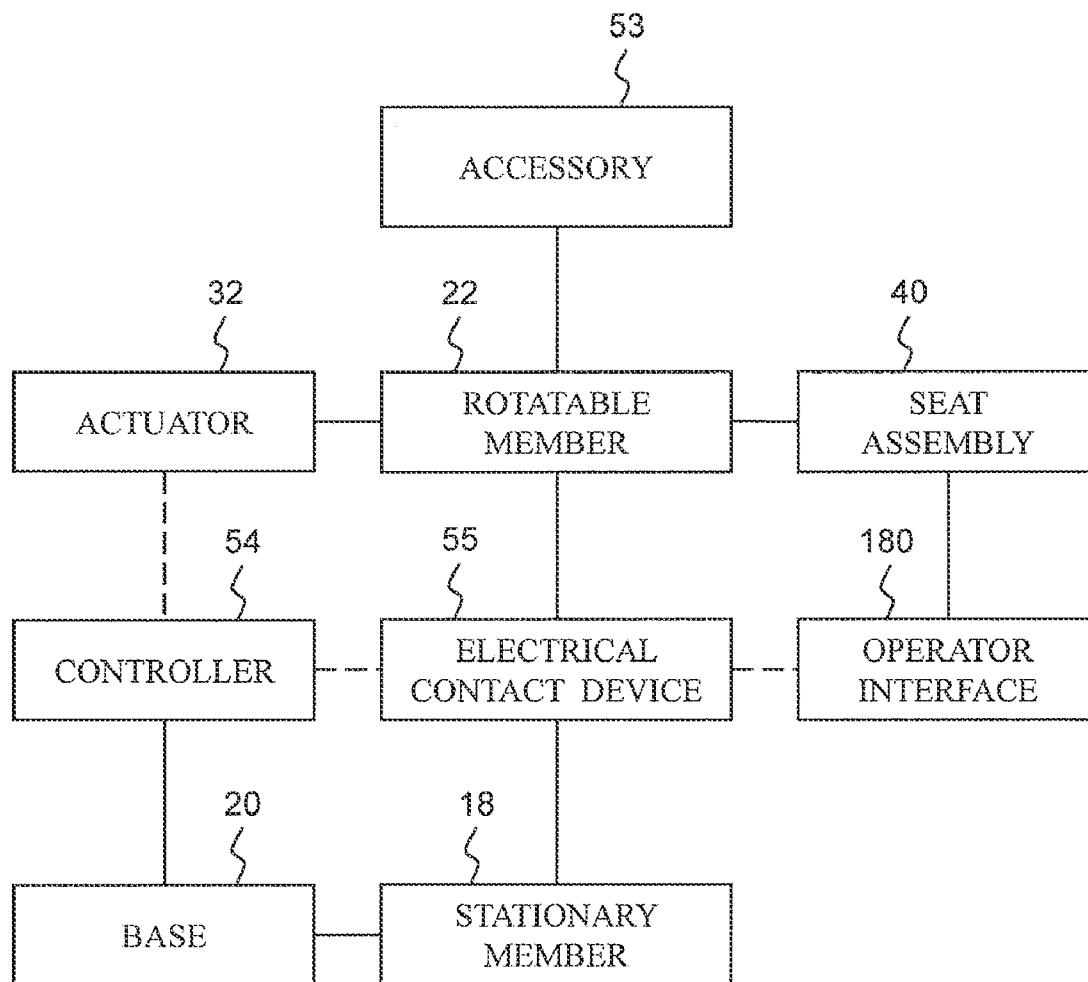 53
ACCESSORY
32
22
40
ACTUATOR
ROTATABLE
MEMBER
SEAT
ASSEMBLY
54
55
180
CONTROLLER
ELECTRICAL
CONTACT DEVICE
OPERATOR
INTERFACE
20
18
BASE
STATIONARY
MEMBER